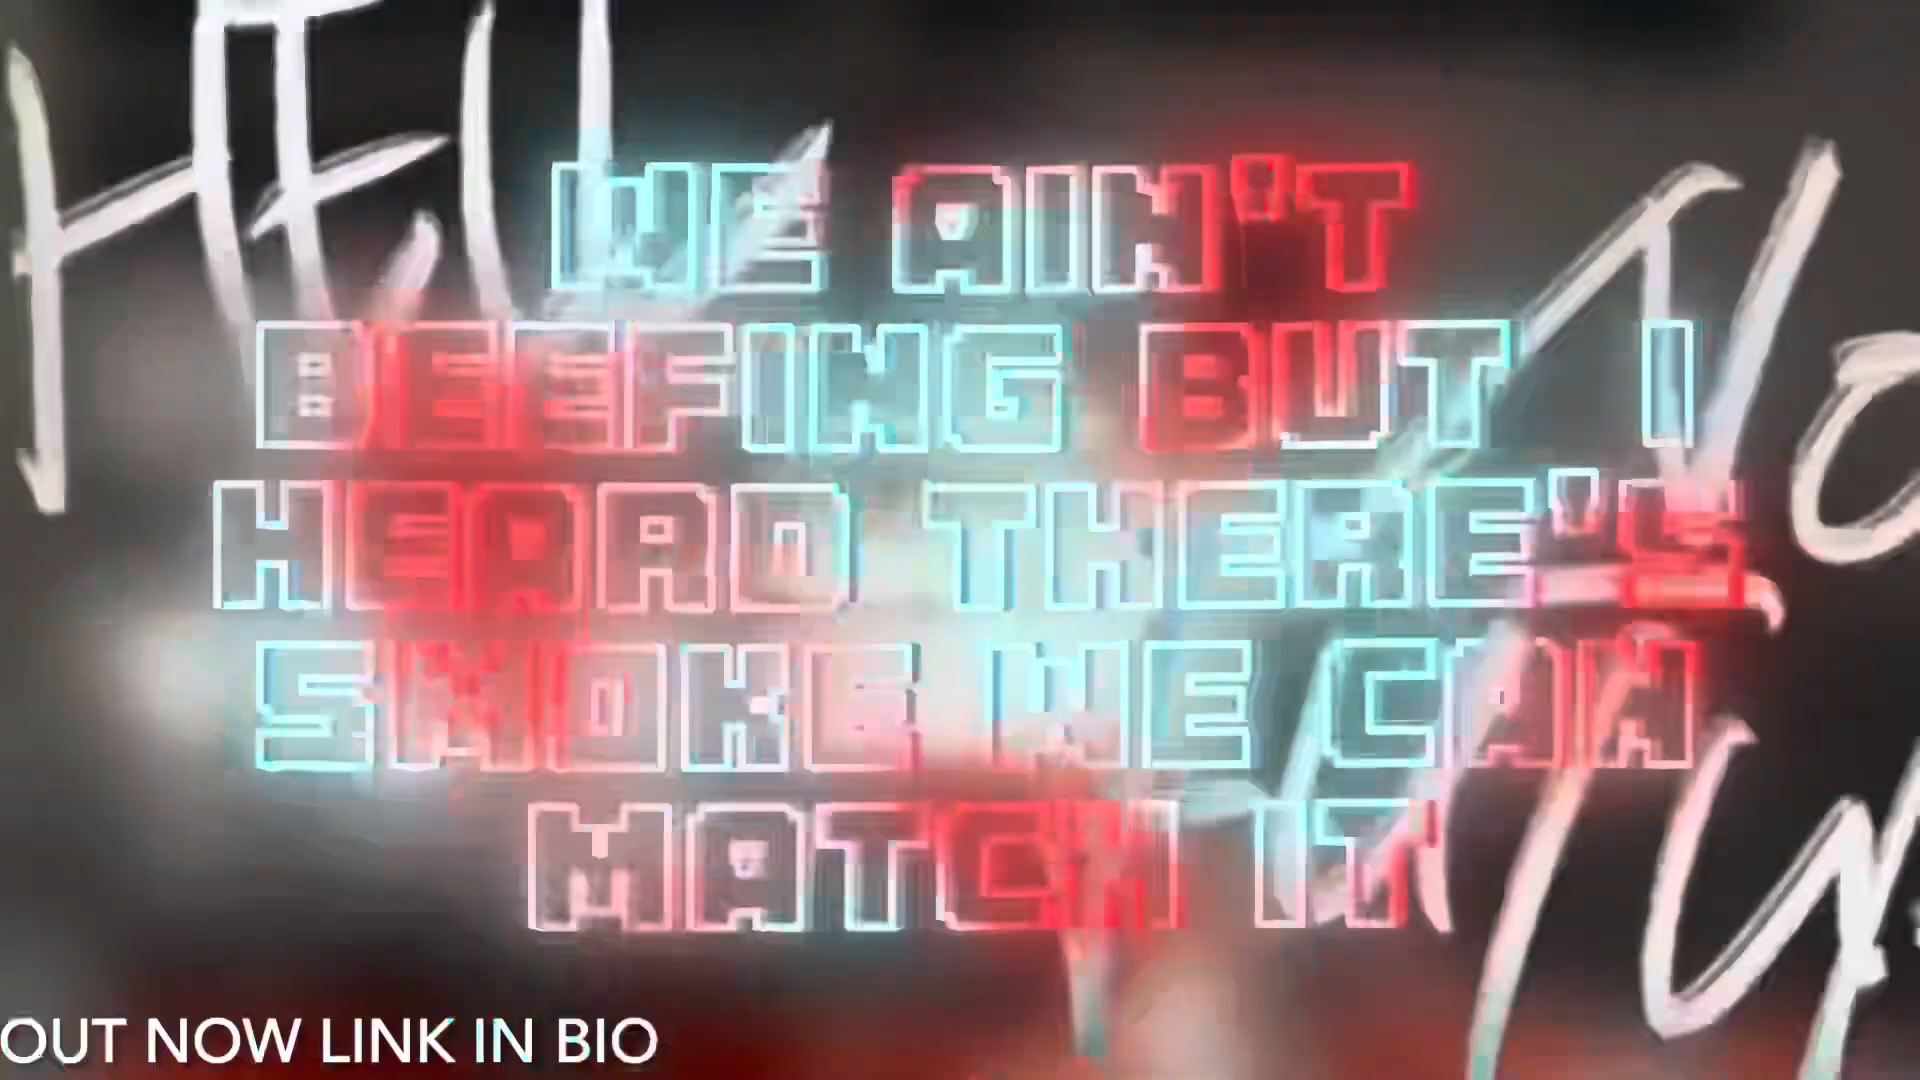 WE AIN'T
BEEFING BUT I
HEARD THERE'S
SMOKE WE CAN
MATCH IT
OUT NOW LINK IN BIO